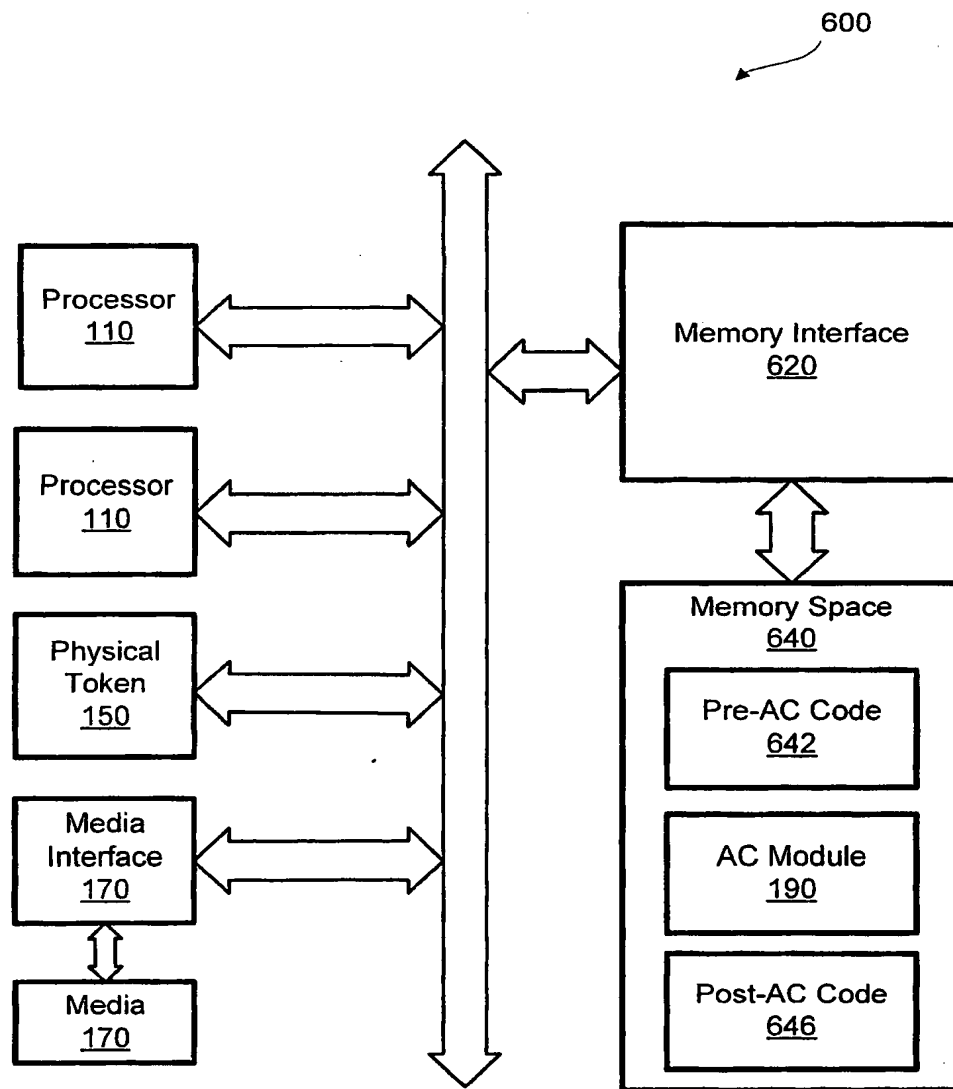 600
Processor
110
Processor
110
Physical
Token
150
Media
Interface
170
Media
170
Memory Interface
620
Memory Space
640
Pre-AC Code
642
AC Module
190
Post-AC Code
646